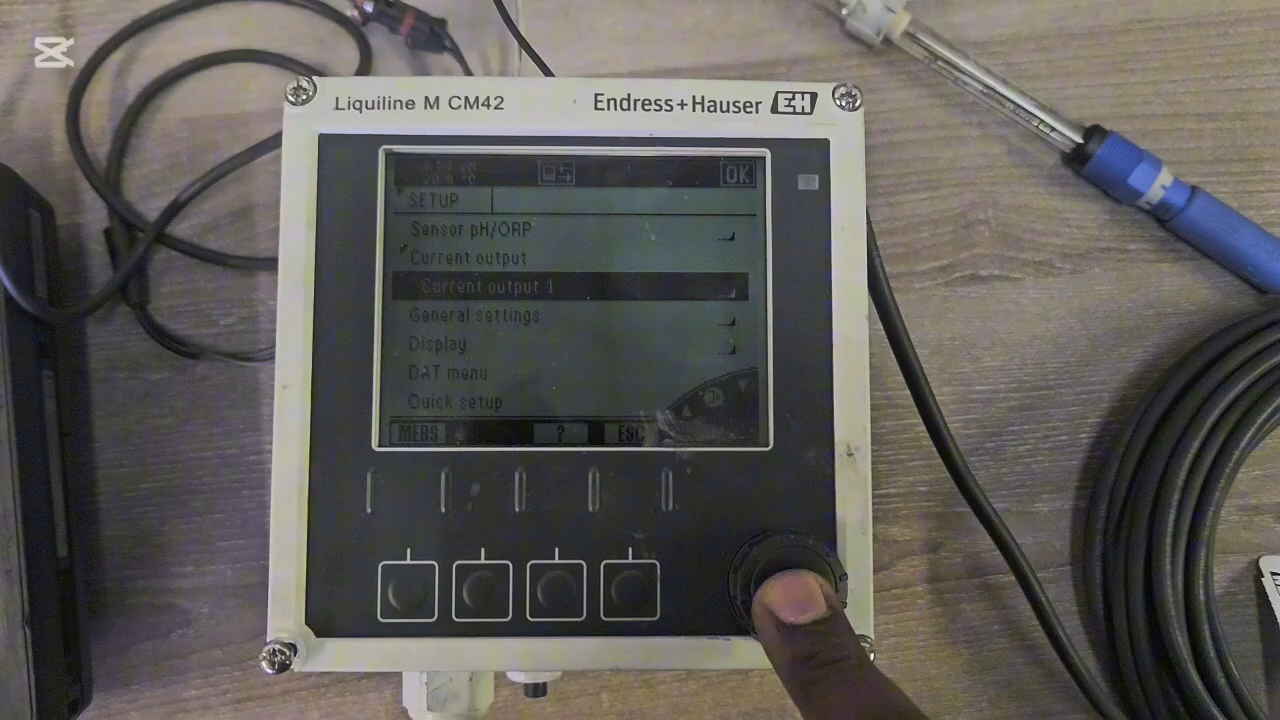 Liquiline M CM42
Endress+Hauser EH
OK
SETUP
Sensor pH/ORP
Current output
Current output 1
General settings
Display
DAT menu
Quick setup
MEAS ? ESC